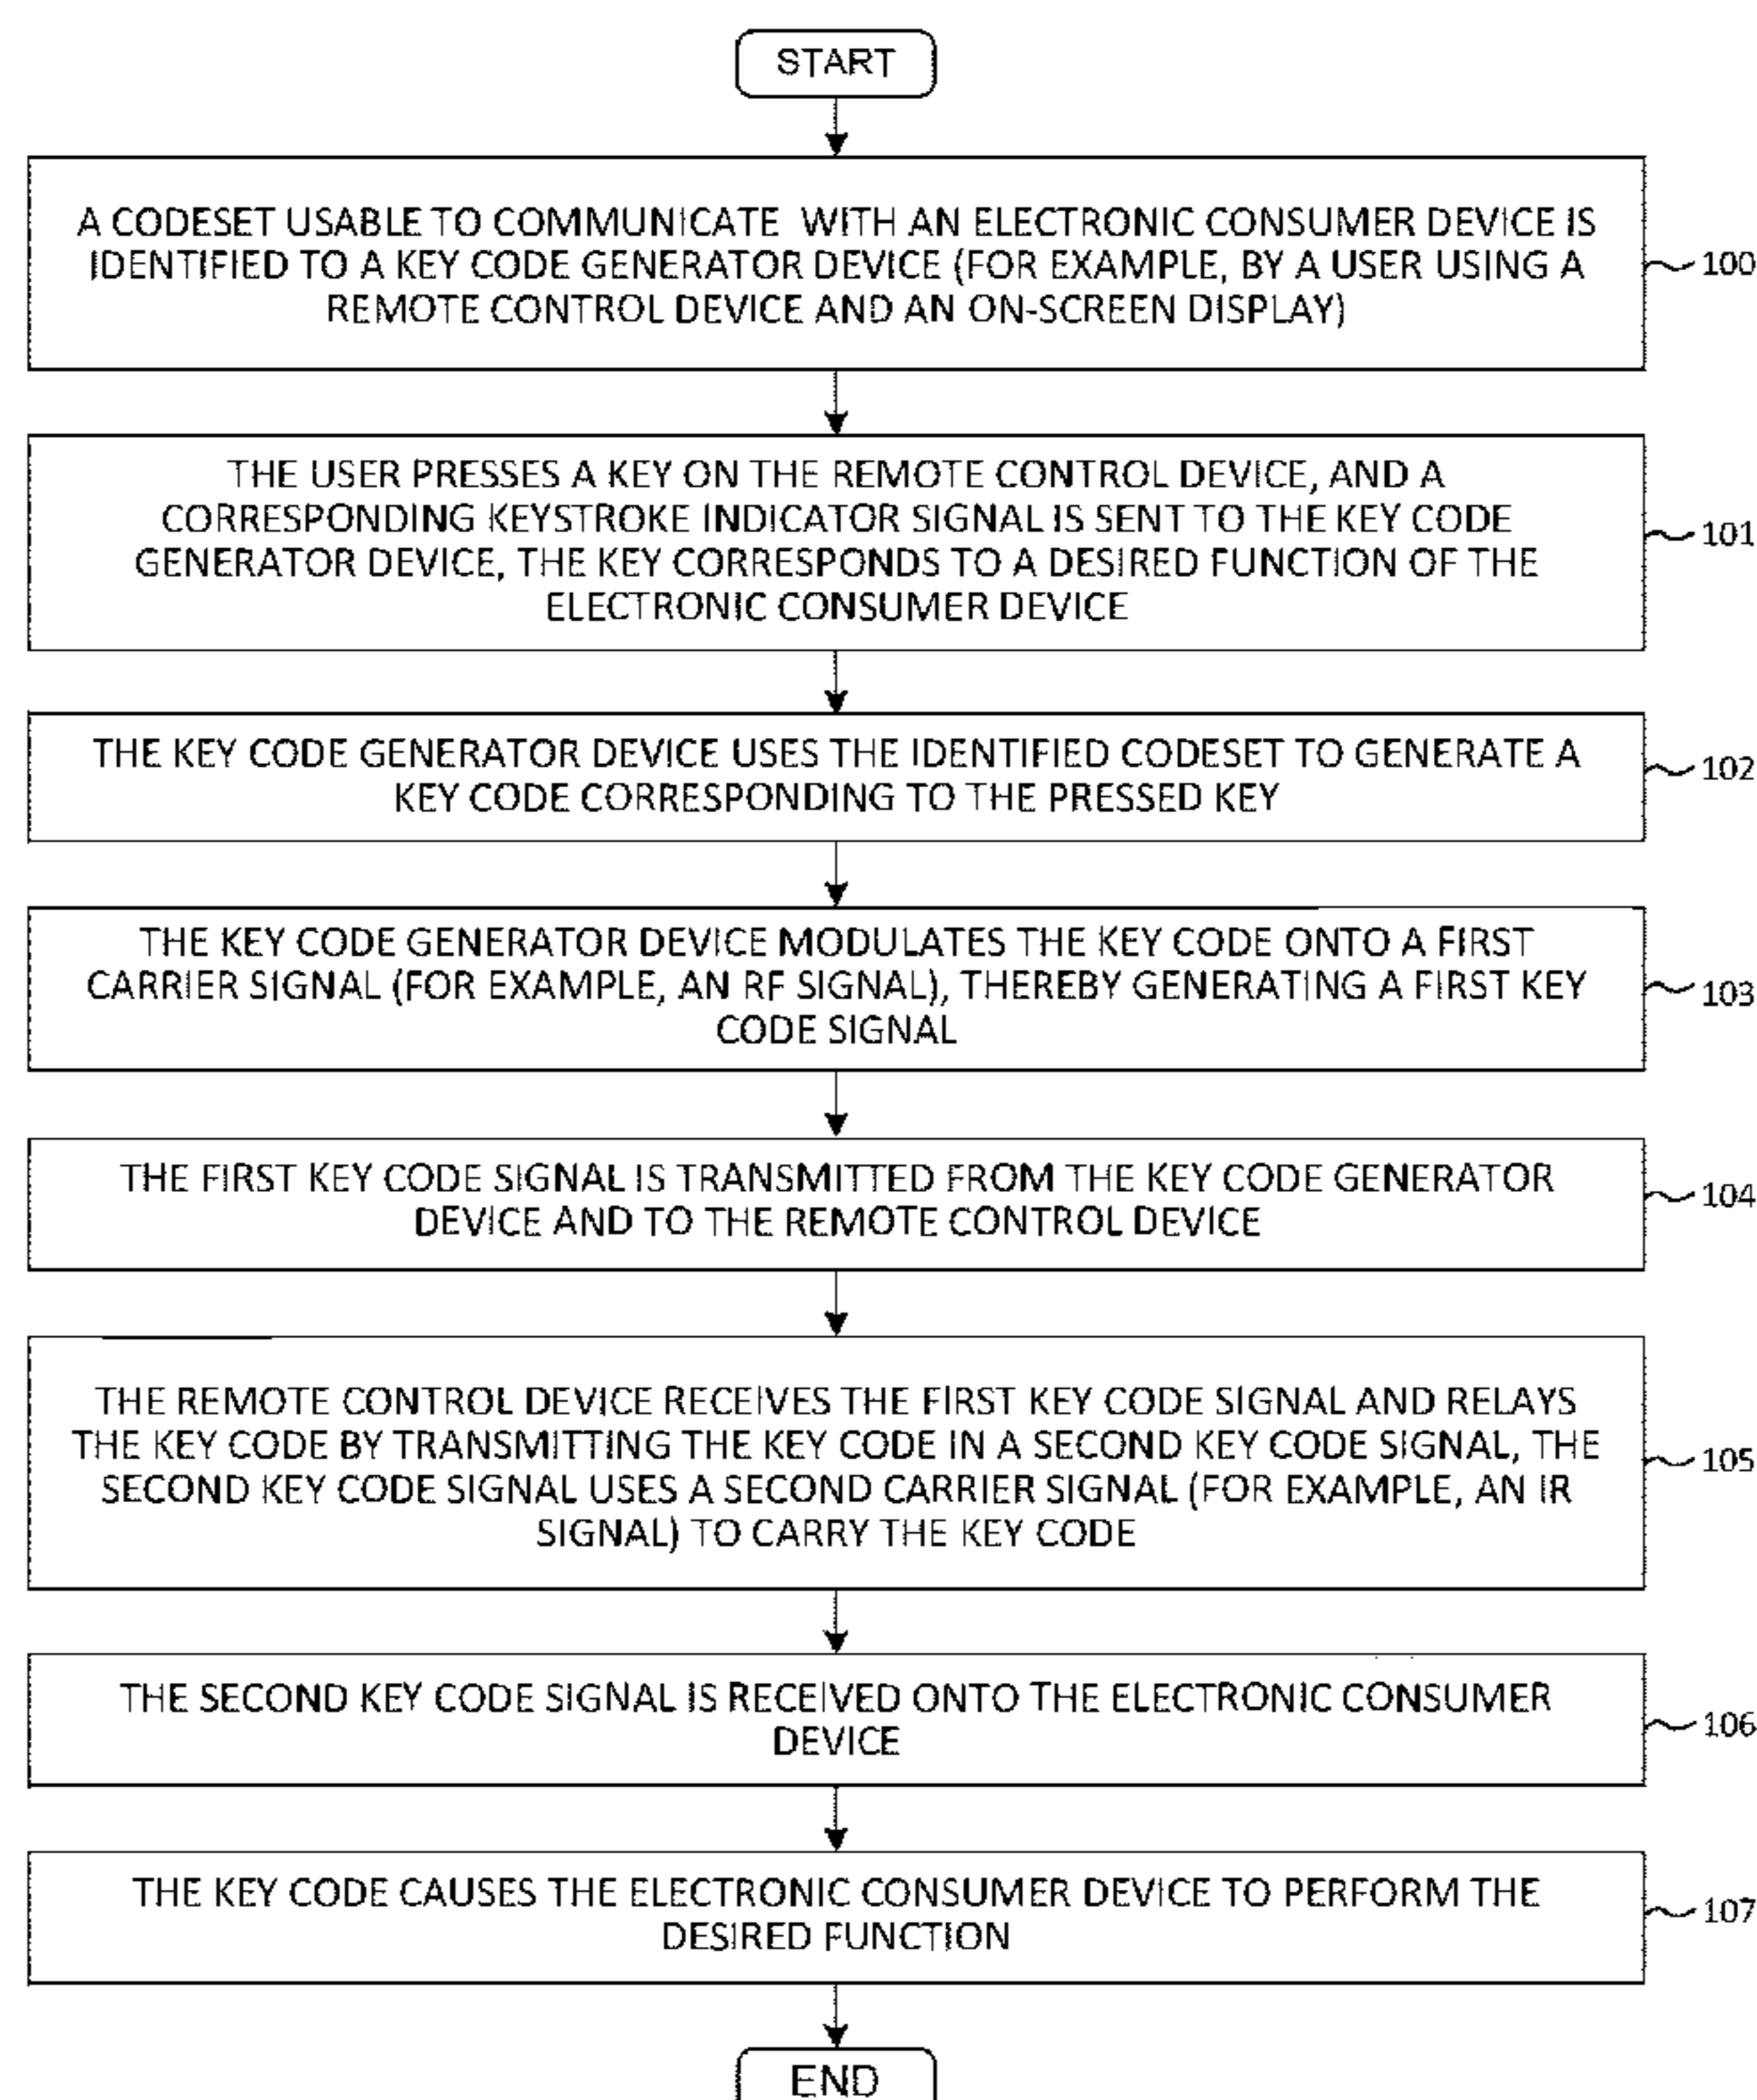 START
A CODESET USABLE TO COMMUNICATE WITH AN ELECTRONIC CONSUMER DEVICE IS
IDENTIFIED TO A KEY CODE GENERATOR DEVICE (FOR EXAMPLE, BY A USER USING A
REMOTE CONTROL DEVICE AND AN ON-SCREEN DISPLAY)
100
THE USER PRESSES A KEY ON THE REMOTE CONTROL DEVICE, AND A
CORRESPONDING KEYSTROKE INDICATOR SIGNAL IS SENT TO THE KEY CODE
GENERATOR DEVICE, THE KEY CORRESPONDS TO A DESIRED FUNCTION OF THE
ELECTRONIC CONSUMER DEVICE
101
THE KEY CODE GENERATOR DEVICE USES THE IDENTIFIED CODESET TO GENERATE A
KEY CODE CORRESPONDING TO THE PRESSED KEY
102
THE KEY CODE GENERATOR DEVICE MODULATES THE KEY CODE ONTO A FIRST
CARRIER SIGNAL (FOR EXAMPLE, AN RF SIGNAL), THEREBY GENERATING A FIRST KEY
CODE SIGNAL
103
THE FIRST KEY CODE SIGNAL IS TRANSMITTED FROM THE KEY CODE GENERATOR
DEVICE AND TO THE REMOTE CONTROL DEVICE
104
THE REMOTE CONTROL DEVICE RECEIVES THE FIRST KEY CODE SIGNAL AND RELAYS
THE KEY CODE BY TRANSMITTING THE KEY CODE IN A SECOND KEY CODE SIGNAL, THE
SECOND KEY CODE SIGNAL USES A SECOND CARRIER SIGNAL (FOR EXAMPLE, AN IR
SIGNAL) TO CARRY THE KEY CODE
105
THE SECOND KEY CODE SIGNAL IS RECEIVED ONTO THE ELECTRONIC CONSUMER
DEVICE
106
THE KEY CODE CAUSES THE ELECTRONIC CONSUMER DEVICE TO PERFORM THE
DESIRED FUNCTION
107
END